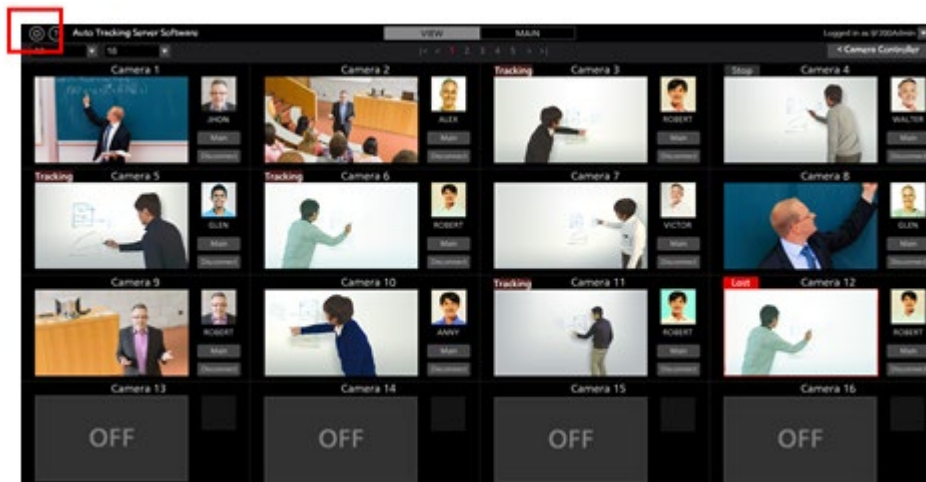 ? Auto Tracking Server Software VIEW MAIN Logged in as
16 |< < 1 2 3 4 5 > >| < Camera Controller
Camera 1 Camera 2 Tracking Camera 3 Stop Camera 4
JHON ALEX ROBERT WALTER
Main Main Main Main
Disconnect Disconnect Disconnect Disconnect
Tracking Camera 5 Tracking Camera 6 Camera 7 Camera 8
GLEN ROBERT VICTOR GLEN
Main Main Main Main
Disconnect Disconnect Disconnect Disconnect
Camera 9 Camera 10 Tracking Camera 11 Lost Camera 12
ROBERT ANNY ROBERT ROBERT
Main Main Main Main
Disconnect Disconnect Disconnect Disconnect
Camera 13 Camera 14 Camera 15 Camera 16
OFF OFF OFF OFF